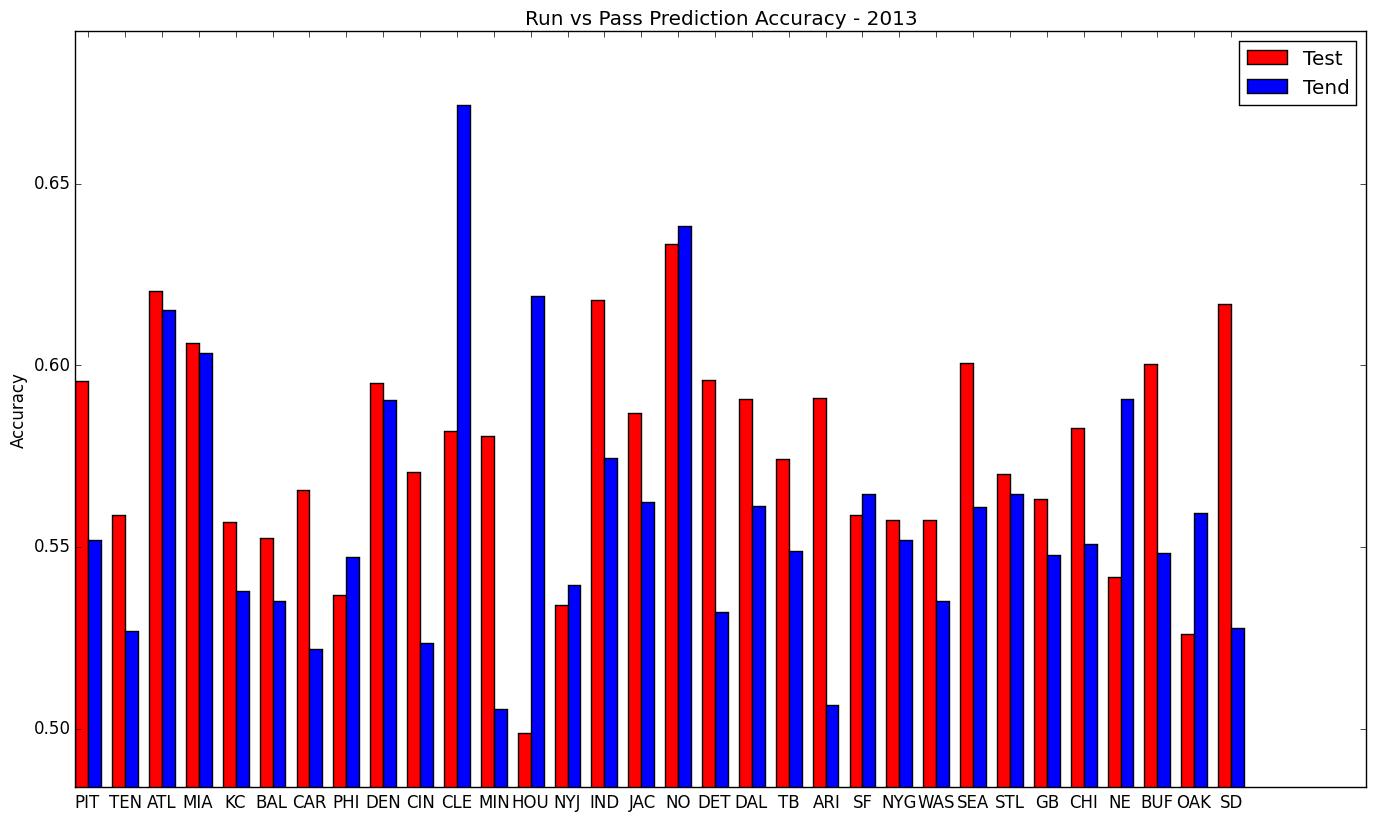 Run vs Pass Prediction Accuracy - 2013
Test
Tend
0.65
0.60
0.55
0.50
Accuracy
PIT TEN ATL MIA KC BAL CAR PHI DEN CIN CLE MIN HOU NYJ IND JAC NO DET DAL TB ARI SF NYG WAS SEA STL GB CHI NE BUF OAK SD